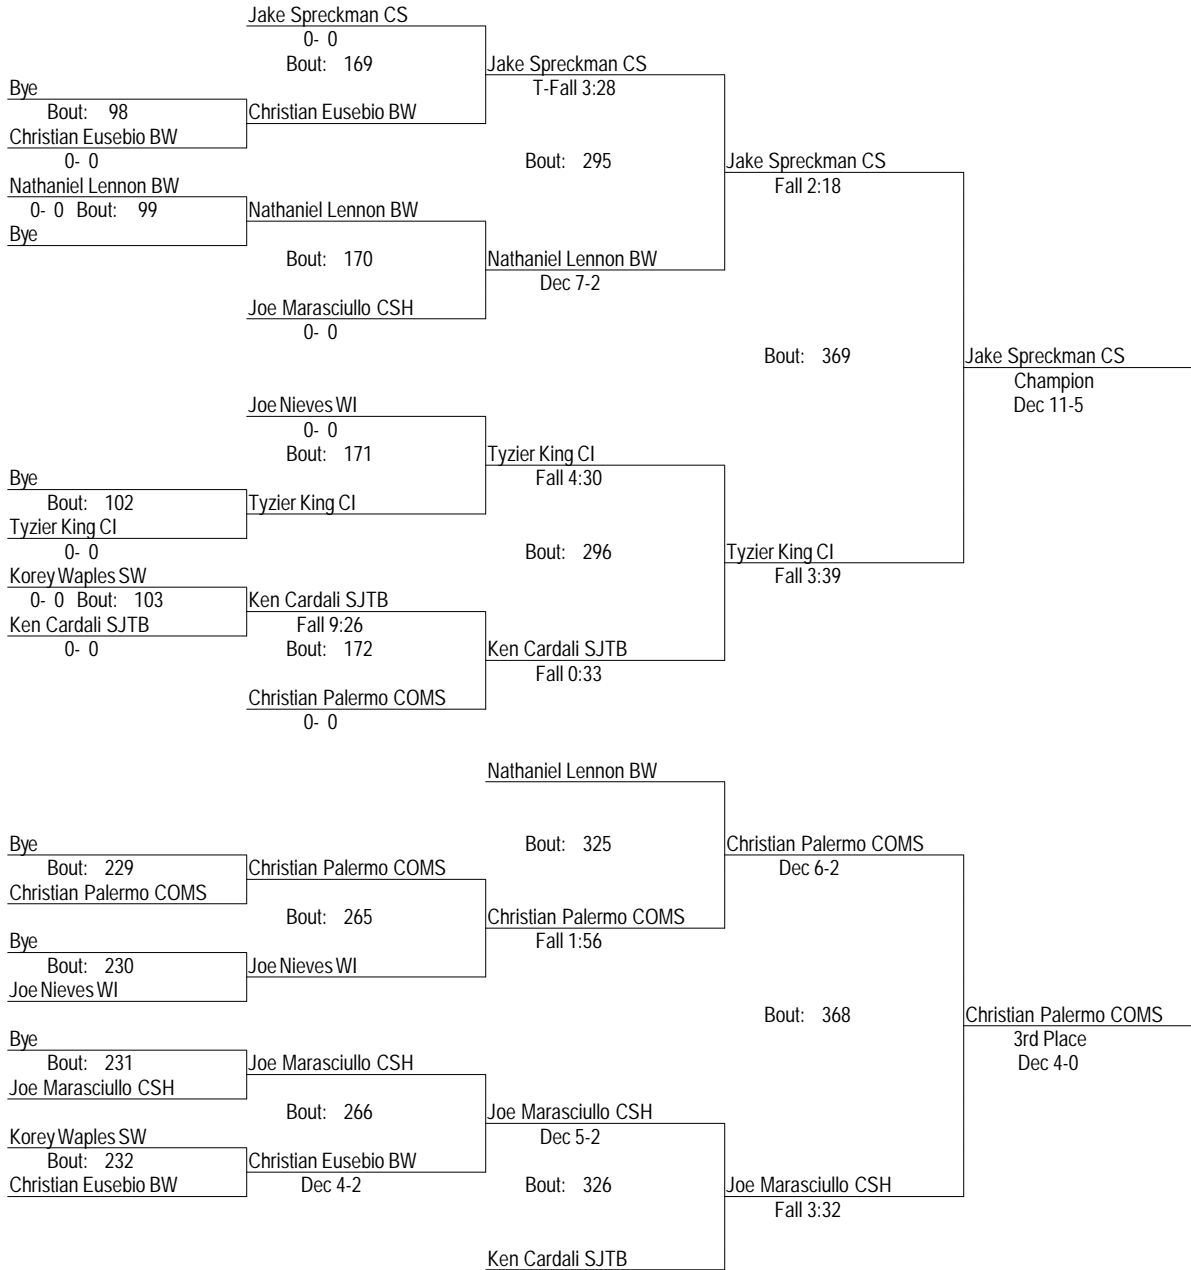 Jake Spreckman CS
0- 0
Bout: 169
Jake Spreckman CS
T-Fall 3:28
Bye
Bout: 98
Christian Eusebio BW
Christian Eusebio BW
0- 0
Bout: 295
Jake Spreckman CS
Fall 2:18
Nathaniel Lennon BW
0- 0 Bout: 99
Nathaniel Lennon BW
Bye
Bout: 170
Nathaniel Lennon BW
Dec 7-2
Joe Marasciullo CSH
0- 0
Bout: 369
Jake Spreckman CS
Champion
Dec 11-5
Joe Nieves WI
0- 0
Bout: 171
Tyzier King CI
Fall 4:30
Bye
Bout: 102
Tyzier King CI
Tyzier King CI
0- 0
Bout: 296
Tyzier King CI
Fall 3:39
Korey Waples SW
0- 0 Bout: 103
Ken Cardali SJTB
Ken Cardali SJTB
0- 0
Fall 9:26
Bout: 172
Ken Cardali SJTB
Fall 0:33
Christian Palermo COMS
0- 0
Nathaniel Lennon BW
Bout: 325
Christian Palermo COMS
Dec 6-2
Bye
Bout: 229
Christian Palermo COMS
Christian Palermo COMS
Bout: 265
Christian Palermo COMS
Fall 1:56
Bye
Bout: 230
Joe Nieves WI
Joe Nieves WI
Bout: 368
Christian Palermo COMS
3rd Place
Dec 4-0
Bye
Bout: 231
Joe Marasciullo CSH
Joe Marasciullo CSH
Bout: 266
Joe Marasciullo CSH
Dec 5-2
Korey Waples SW
Bout: 232
Christian Eusebio BW
Christian Eusebio BW
Dec 4-2
Bout: 326
Joe Marasciullo CSH
Fall 3:32
Ken Cardali SJTB